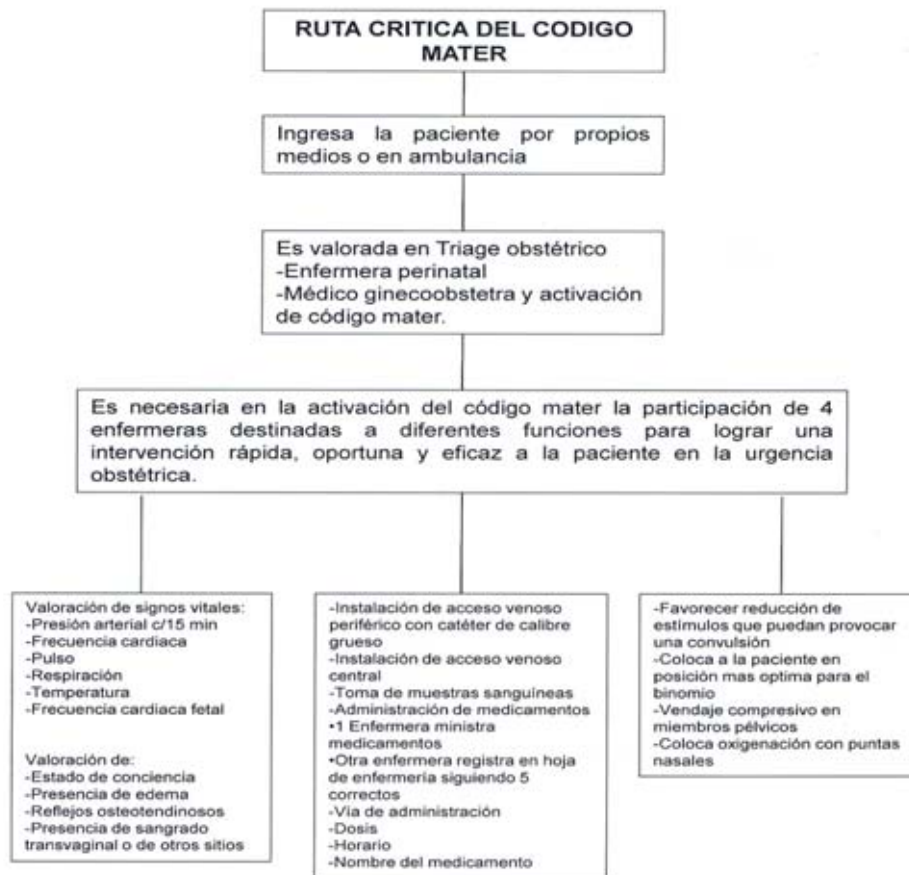 RUTA CRITICA DEL CODIGO
MATER
Ingresa la paciente por propios
medios o en ambulancia
Es valorada en Triage obstétrico
-Enfermera perinatal
-Médico ginecoobstetra y activación
de código mater.
Es necesaria en la activación del código mater la participación de 4
enfermeras destinadas a diferentes funciones para lograr una
intervención rápida, oportuna y eficaz a la paciente en la urgencia
obstétrica.
Valoración de signos vitales:
-Presión arterial c/15 min
-Frecuencia cardiaca
-Pulso
-Respiración
-Temperatura
-Frecuencia cardiaca fetal
Valoración de:
-Estado de conciencia
-Presencia de edema
-Reflejos osteotendinosos
-Presencia de sangrado
transvaginal o de otros sitios
-Instalación de acceso venoso
periférico con catéter de calibre
grueso
-Instalación de acceso venoso
central
-Toma de muestras sanguíneas
-Administración de medicamentos
•1 Enfermera ministra
medicamentos
•Otra enfermera registra en hoja
de enfermería siguiendo 5
correctos
-Vía de administración
-Dosis
-Horario
-Nombre del medicamento
-Favorecer reducción de
estimulos que puedan provocar
una convulsión
-Coloca a la paciente en
posición mas optima para el
binomio
-Vendaje compresivo en
miembros pélvicos
-Coloca oxigenación con puntas
nasales